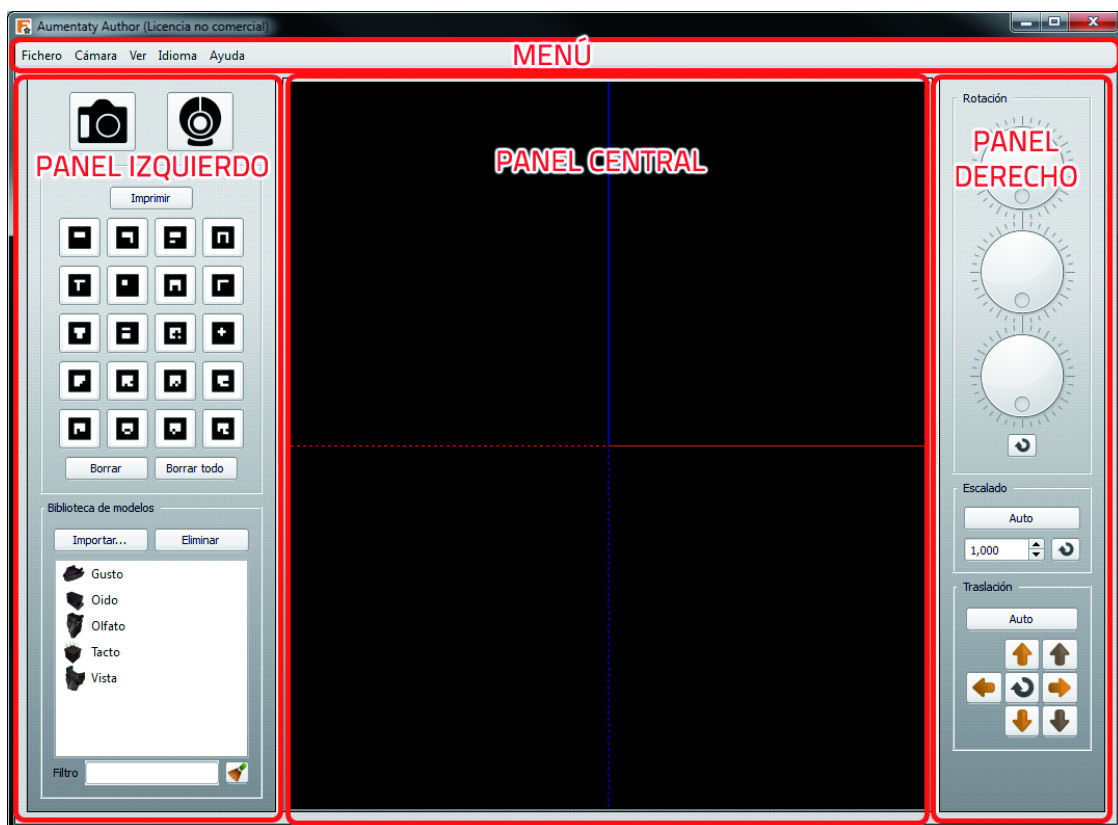 Aumentaty Author (Licencia no comercial)
Fichero Cámara Ver Idioma Ayuda
MENÚ
PANEL IZQUIERDO
Imprimir
Borrar Borrar todo
Biblioteca de modelos
Importar... Eliminar
Gusto
Oido
Olfato
Tacto
Vista
Filtro
PANEL CENTRAL
Rotación
PANEL
DERECHO
Escalado
Auto
1,000
Traslación
Auto